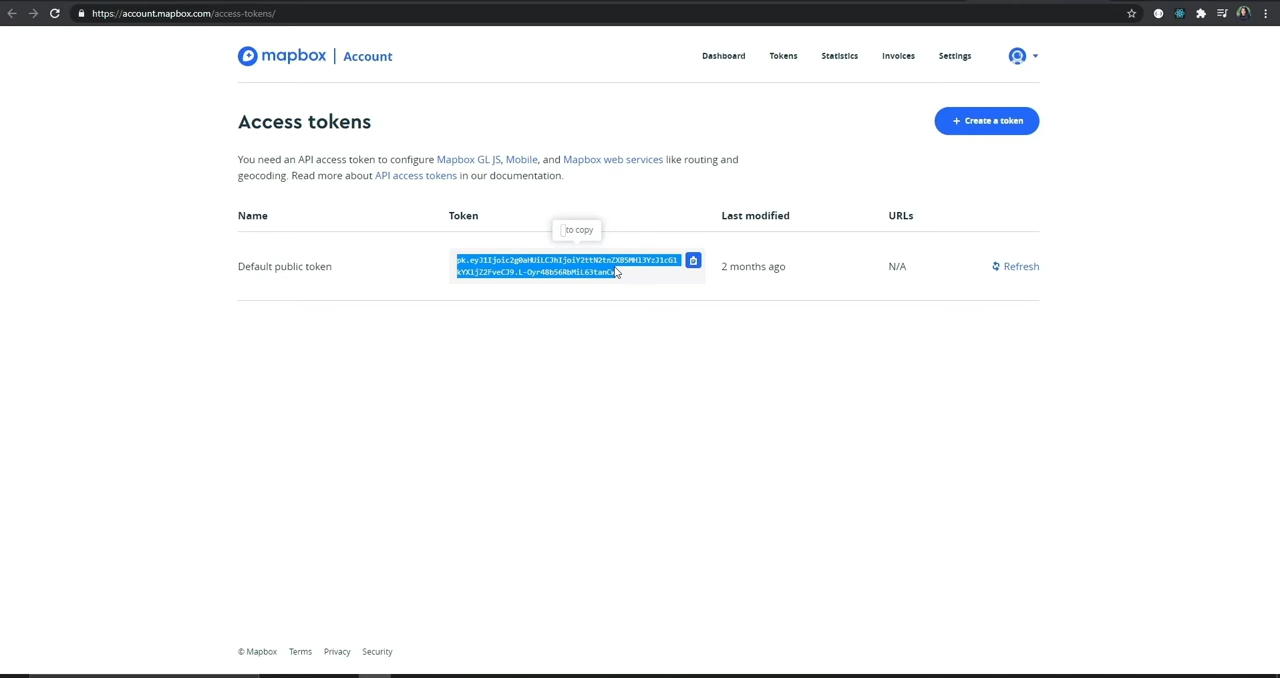 https://account.mapbox.com/access-tokens/
mapbox | Account
Dashboard Tokens Statistics Invoices Settings
Access tokens
+ Create a token
You need an API access token to configure Mapbox GL JS, Mobile, and Mapbox web services like routing and
geocoding. Read more about API access tokens in our documentation.
Name Token Last modified URLs
to copy
Default public token 2 months ago N/A Refresh
© Mapbox Terms Privacy Security